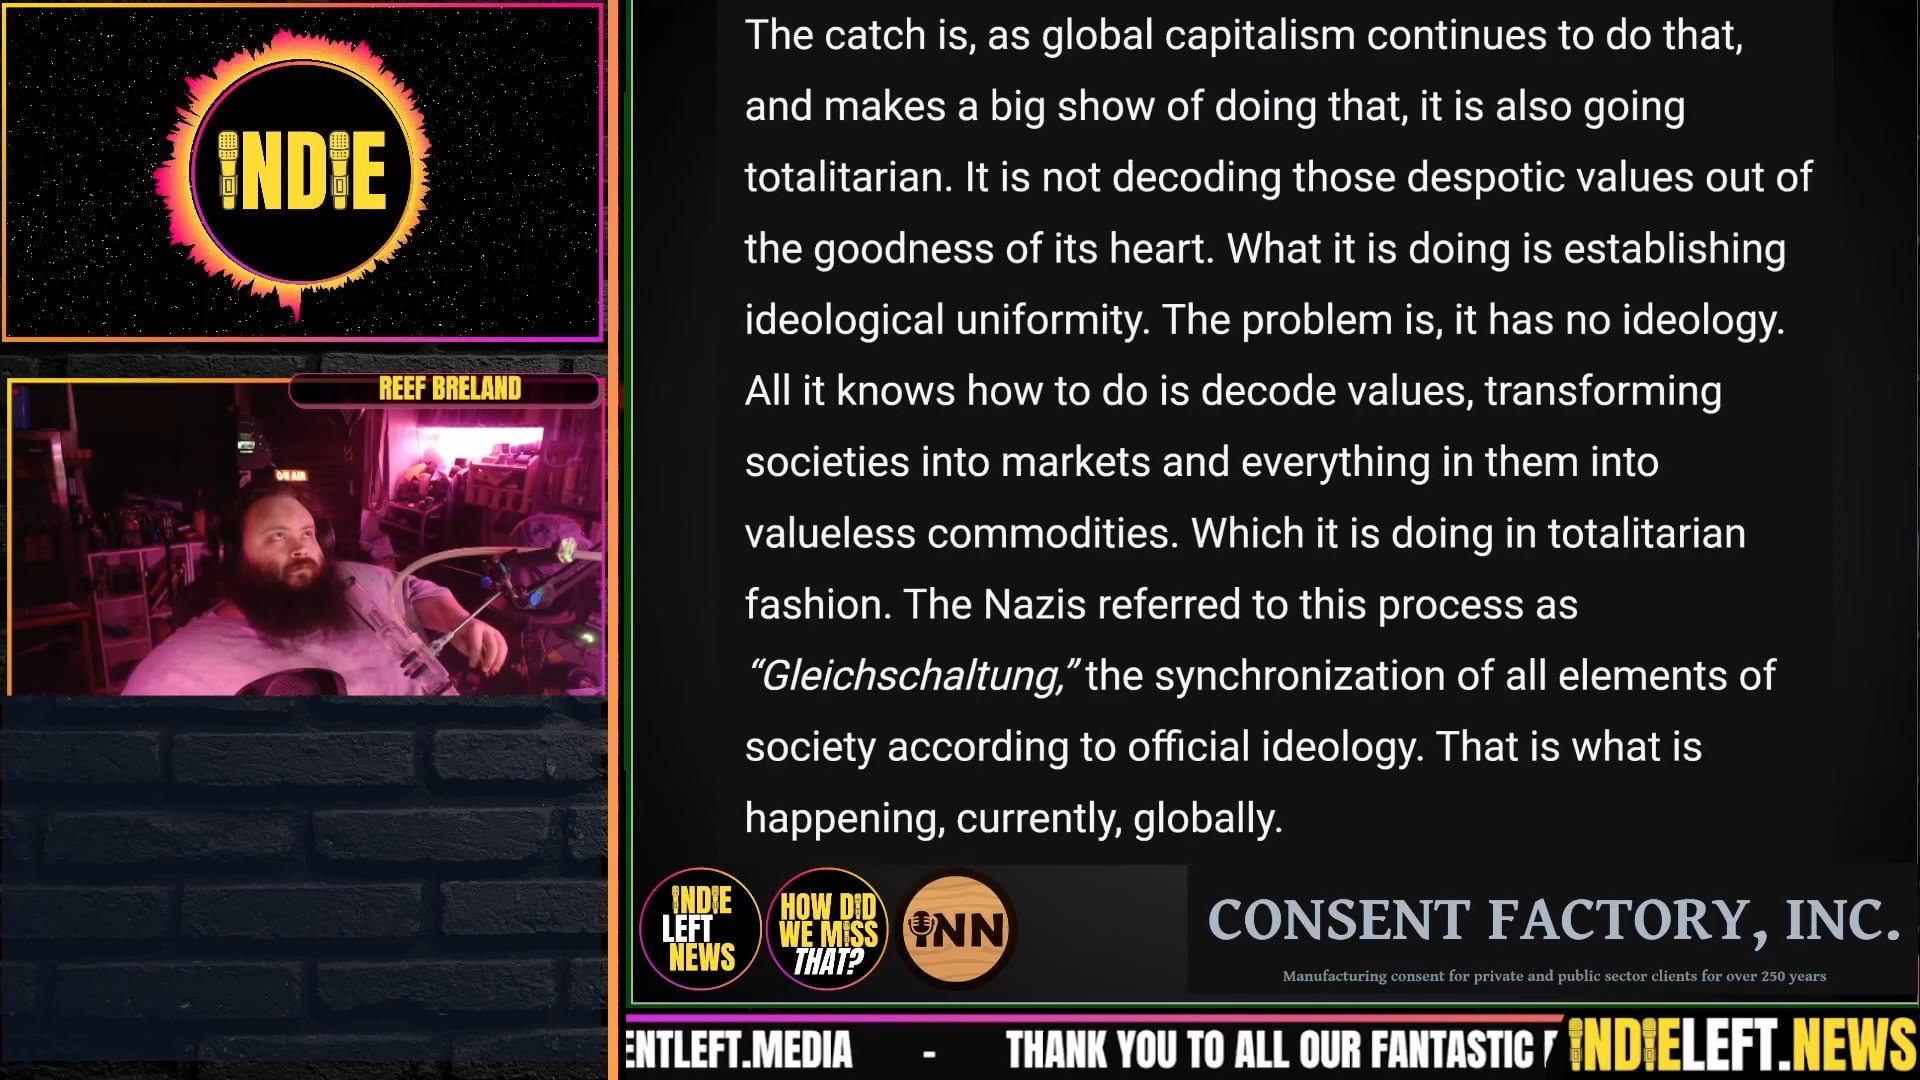 INDIE
REEF BRELAND
ON AIR
The catch is, as global capitalism continues to do that,
and makes a big show of doing that, it is also going
totalitarian. It is not decoding those despotic values out of
the goodness of its heart. What it is doing is establishing
ideological uniformity. The problem is, it has no ideology.
All it knows how to do is decode values, transforming
societies into markets and everything in them into
valueless commodities. Which it is doing in totalitarian
fashion. The Nazis referred to this process as
“Gleichschaltung,” the synchronization of all elements of
society according to official ideology. That is what is
happening, currently, globally.
INDIE
LEFT
NEWS
HOW DID
WE MISS
THAT?
INN
CONSENT FACTORY, INC.
Manufacturing consent for private and public sector clients for over 250 years
ENTLEFT.MEDIA - THANK YOU TO ALL OUR FANTASTIC
INDIELEFT.NEWS